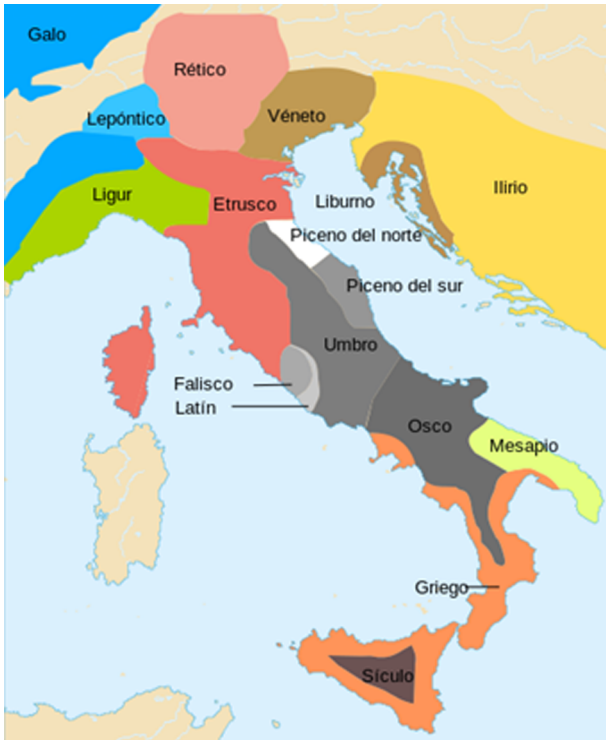 Galo
Rético
Lepóntico
Véneto
Ilirio
Ligur
Etrusco
Liburno
Piceno del norte
Piceno del sur
Umbro
Falisco
Latín
Osco
Mesapio
Griego
Sículo